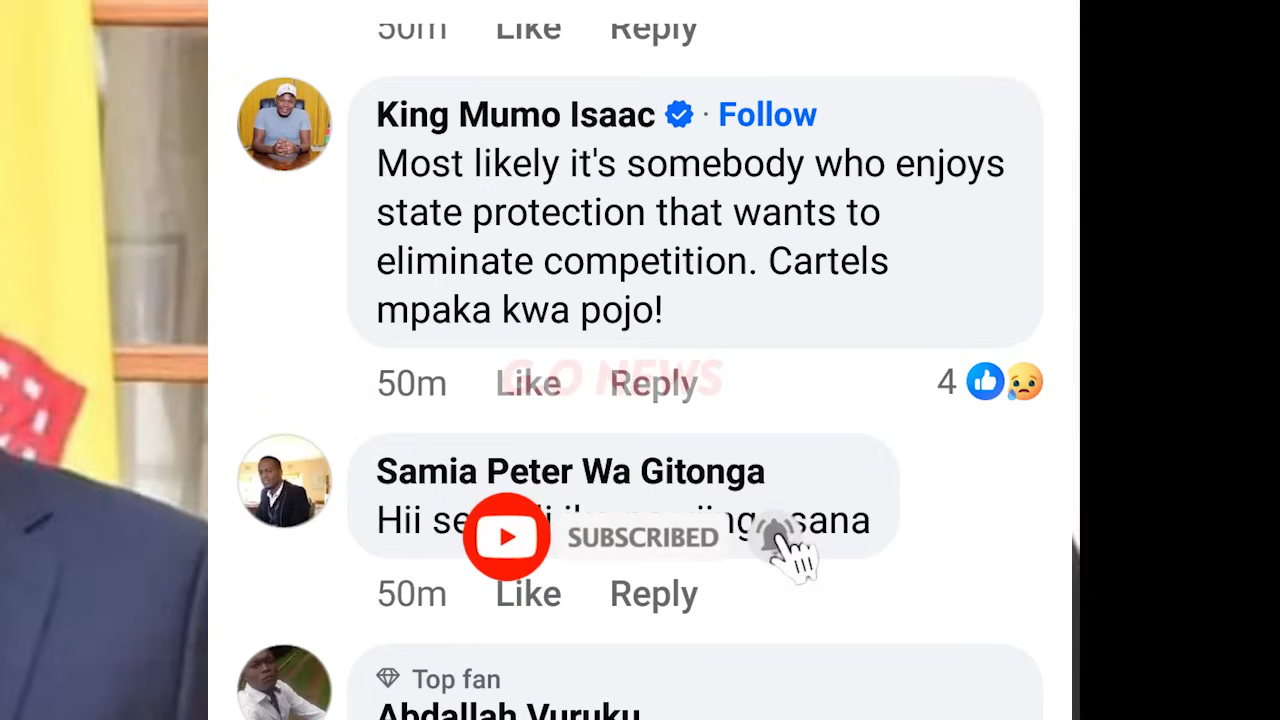 50m Like Reply
King Mumo Isaac · Follow
Most likely it's somebody who enjoys
state protection that wants to
eliminate competition. Cartels
mpaka kwa pojo!
50m Like Reply 4
GO NEWS
Samia Peter Wa Gitonga
Hii sana
SUBSCRIBED
50m Like Reply
Top fan
Abdallah Vuruku